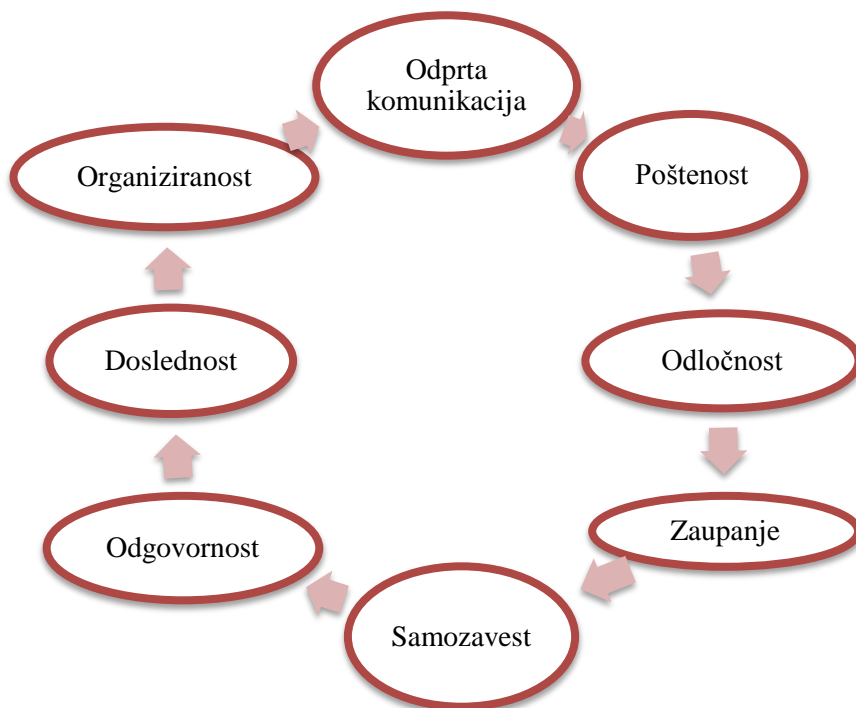 Odprta
komunikacija
Poštenost
Odločnost
Zaupanje
Samozavest
Odgovornost
Doslednost
Organiziranost